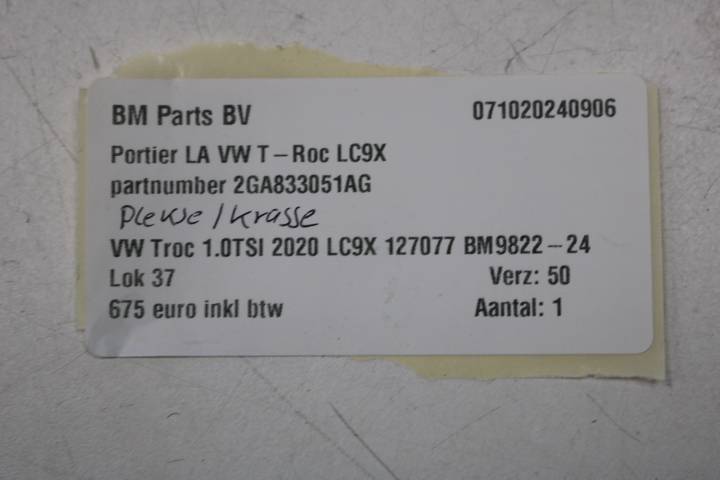 BM Parts BV 071020240906
Portier LA VW T-Roc LC9X
partnumber 2GA833051AG
/ krasse
VW Troc 1.0TSI 2020 LC9X 127077 BM9822-24
Lok 37 Verz: 50
675 euro inkl btw Aantal: 1